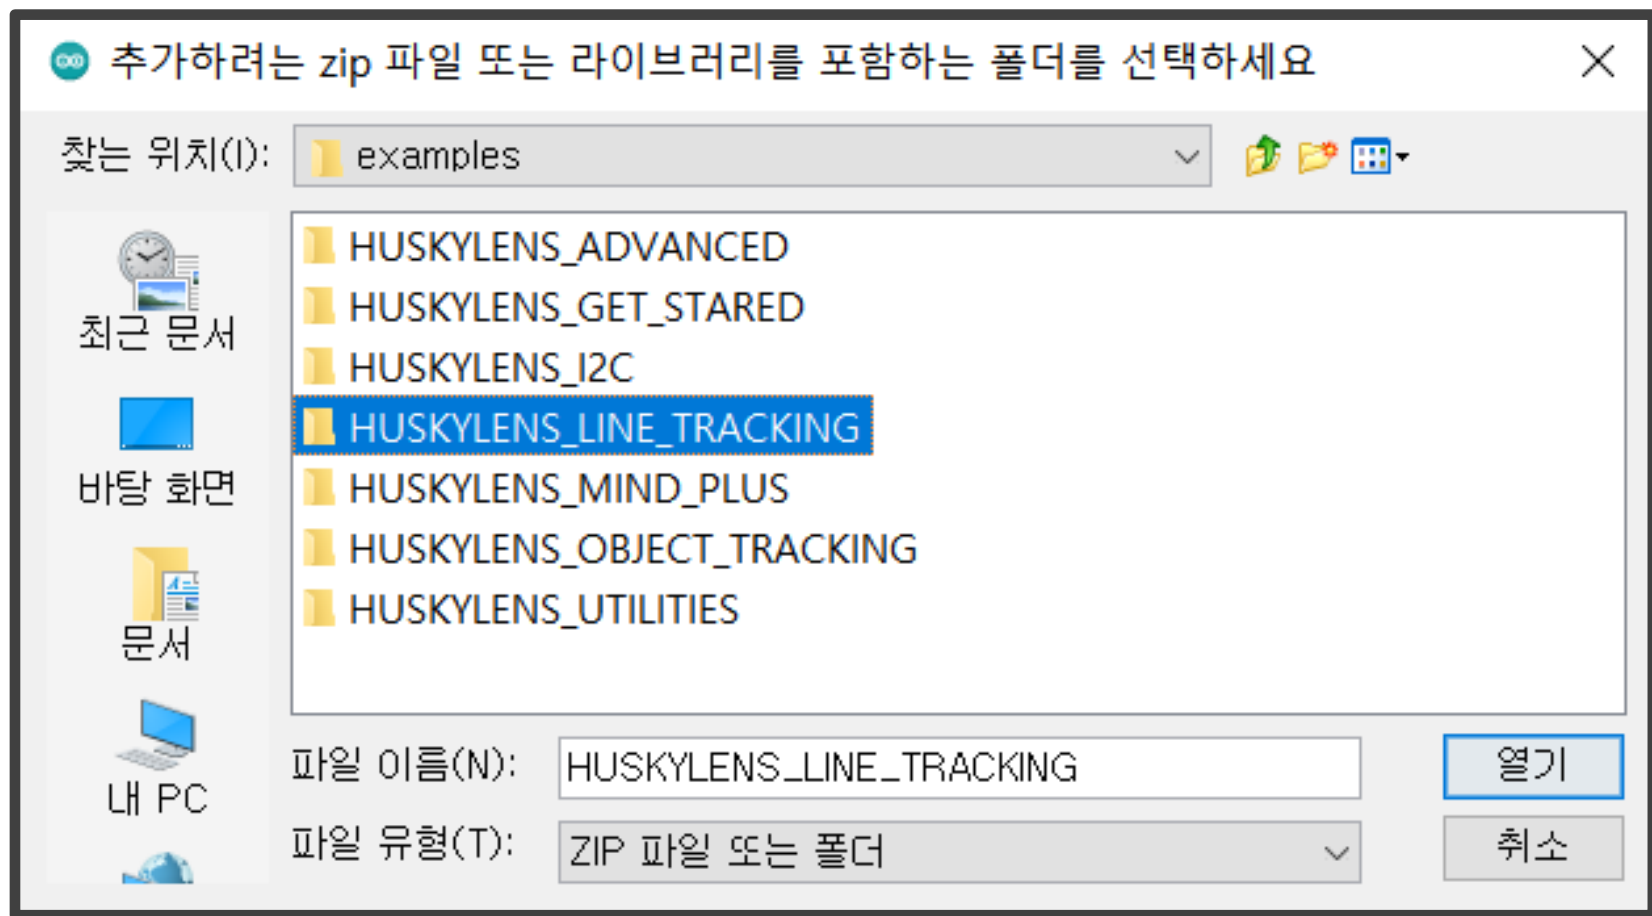 추가하려는 zip 파일 또는 라이브러리를 포함하는 폴더를 선택하세요
찾는 위치(I):
examples
최근 문서
바탕 화면
문서
내 PC
HUSKYLENS_ADVANCED
HUSKYLENS_GET_STARED
HUSKYLENS_I2C
HUSKYLENS_LINE_TRACKING
HUSKYLENS_MIND_PLUS
HUSKYLENS_OBJECT_TRACKING
HUSKYLENS_UTILITIES
파일 이름(N):
HUSKYLENS_LINE_TRACKING
열기
파일 유형(T):
ZIP 파일 또는 폴더
취소